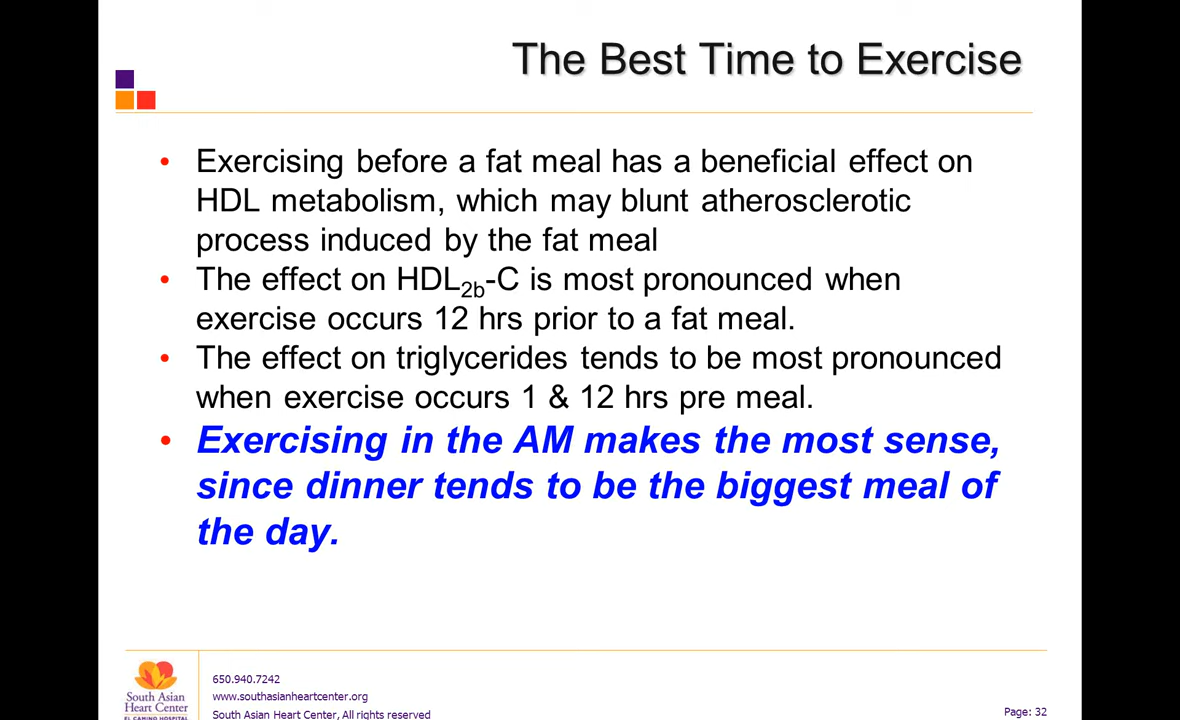 The Best Time to Exercise
• Exercising before a fat meal has a beneficial effect on
HDL metabolism, which may blunt atherosclerotic
process induced by the fat meal
• The effect on HDL2b-C is most pronounced when
exercise occurs 12 hrs prior to a fat meal.
• The effect on triglycerides tends to be most pronounced
when exercise occurs 1 & 12 hrs pre meal.
• Exercising in the AM makes the most sense,
since dinner tends to be the biggest meal of
the day.
South Asian
Heart Center
EL CAMINO HOSPITAL
650.940.7242
www.southasianheartcenter.org
South Asian Heart Center, All rights reserved
Page: 32